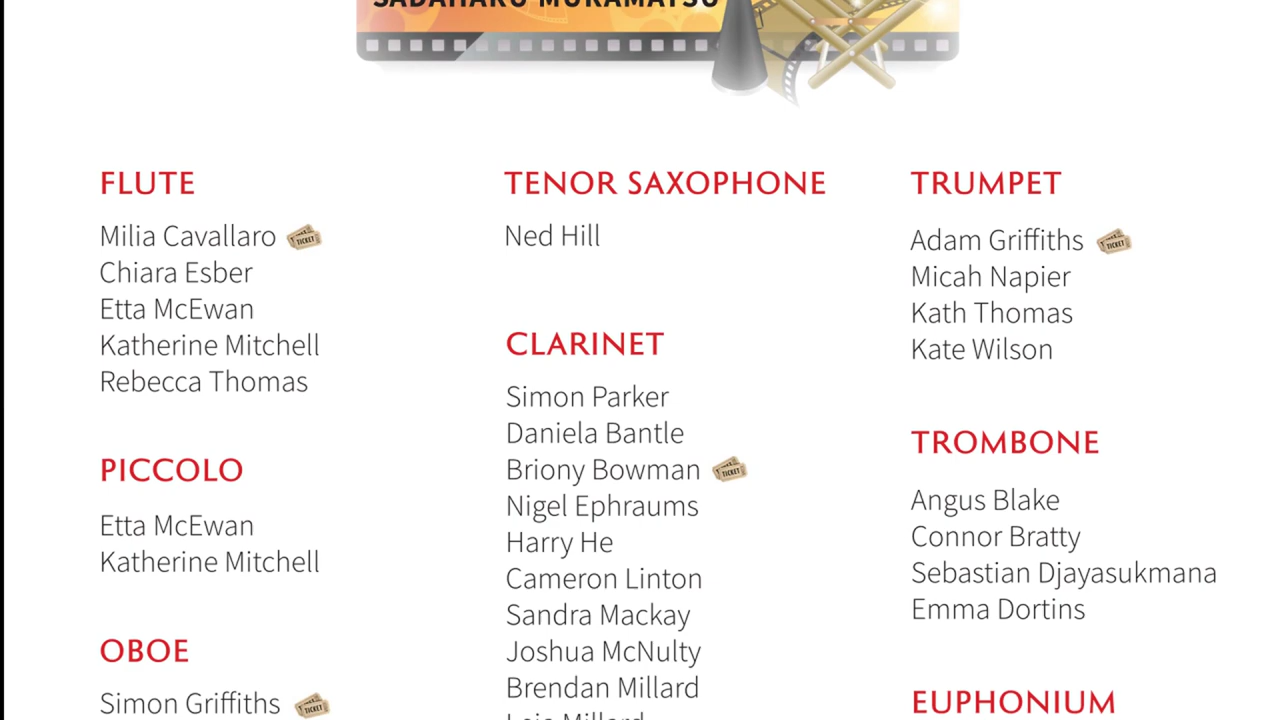 SADAHARU MURAMATSU
FLUTE
Milia Cavallaro
Chiara Esber
Etta McEwan
Katherine Mitchell
Rebecca Thomas
PICCOLO
Etta McEwan
Katherine Mitchell
OBOE
Simon Griffiths
TENOR SAXOPHONE
Ned Hill
CLARINET
Simon Parker
Daniela Bantle
Briony Bowman
Nigel Ephraums
Harry He
Cameron Linton
Sandra Mackay
Joshua McNulty
Brendan Millard
Millard
TRUMPET
Adam Griffiths
Micah Napier
Kath Thomas
Kate Wilson
TROMBONE
Angus Blake
Connor Bratty
Sebastian Djayasukmana
Emma Dortins
EUPHONIUM